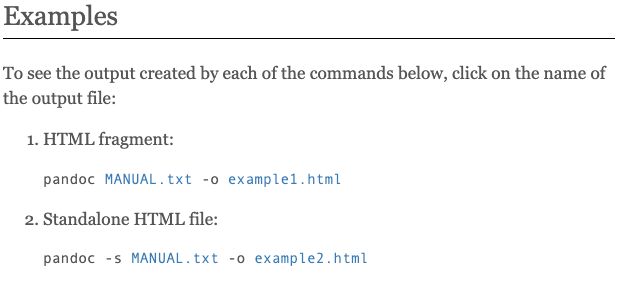 Examples
To see the output created by each of the commands below, click on the name of
the output file:
1. HTML fragment:
pandoc MANUAL.txt -o example1.html
2. Standalone HTML file:
pandoc -s MANUAL.txt -o example2.html